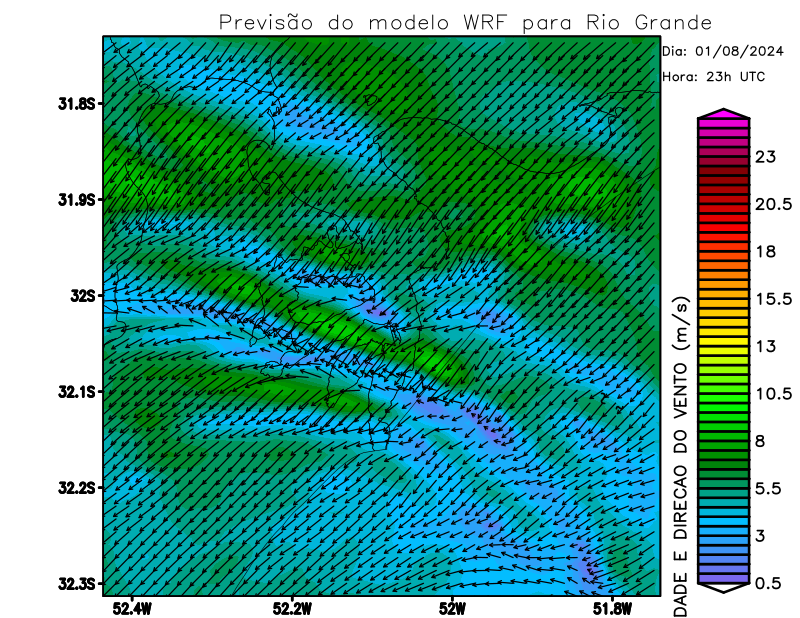 Previsão do modelo WRF para Rio Grande
Dia: 01/08/2024
Hora: 23h UTC
31.8S
31.9S
32S
32.1S
32.2S
32.3S
52.4W
52.2W
52W
51.8W
23
20.5
18
15.5
13
10.5
8
5.5
3
0.5
DADE E DIRECAO DO VENTO (m/s)